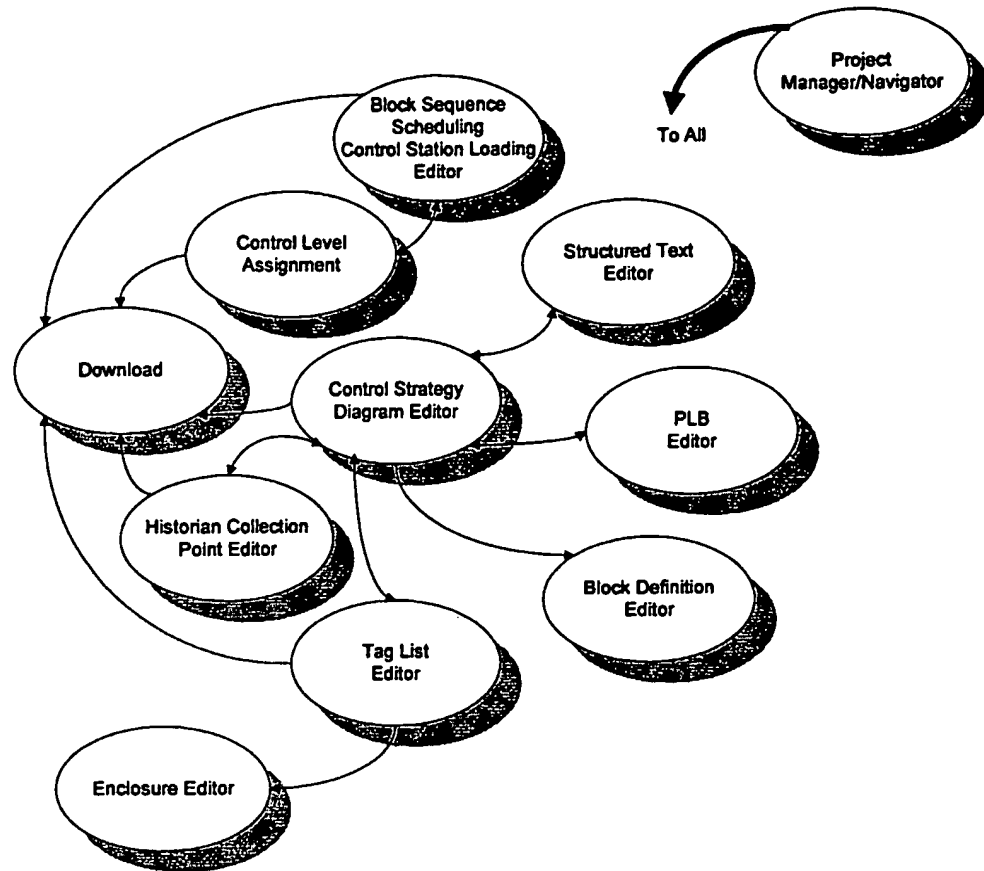 Project
Manager/Navigator
To All
Block Sequence
Scheduling
Control Station Loading
Editor
Control Level
Assignment
Structured Text
Editor
Download
Control Strategy
Diagram Editor
PLB
Editor
Historian Collection
Point Editor
Block Definition
Editor
Tag List
Editor
Enclosure Editor